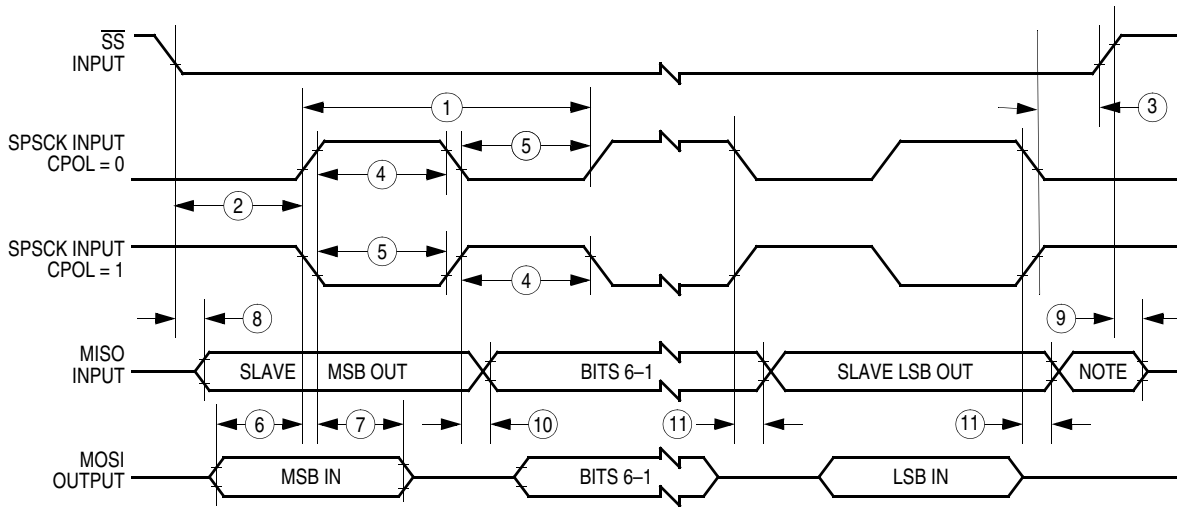 SS
INPUT
1
3
SPSCK INPUT
CPOL = 0
5
4
2
SPSCK INPUT
CPOL = 1
5
4
8
9
MISO
INPUT
SLAVE MSB OUT
BITS 6–1
SLAVE LSB OUT
NOTE
6
7
10
11
11
MOSI
OUTPUT
MSB IN
BITS 6–1
LSB IN